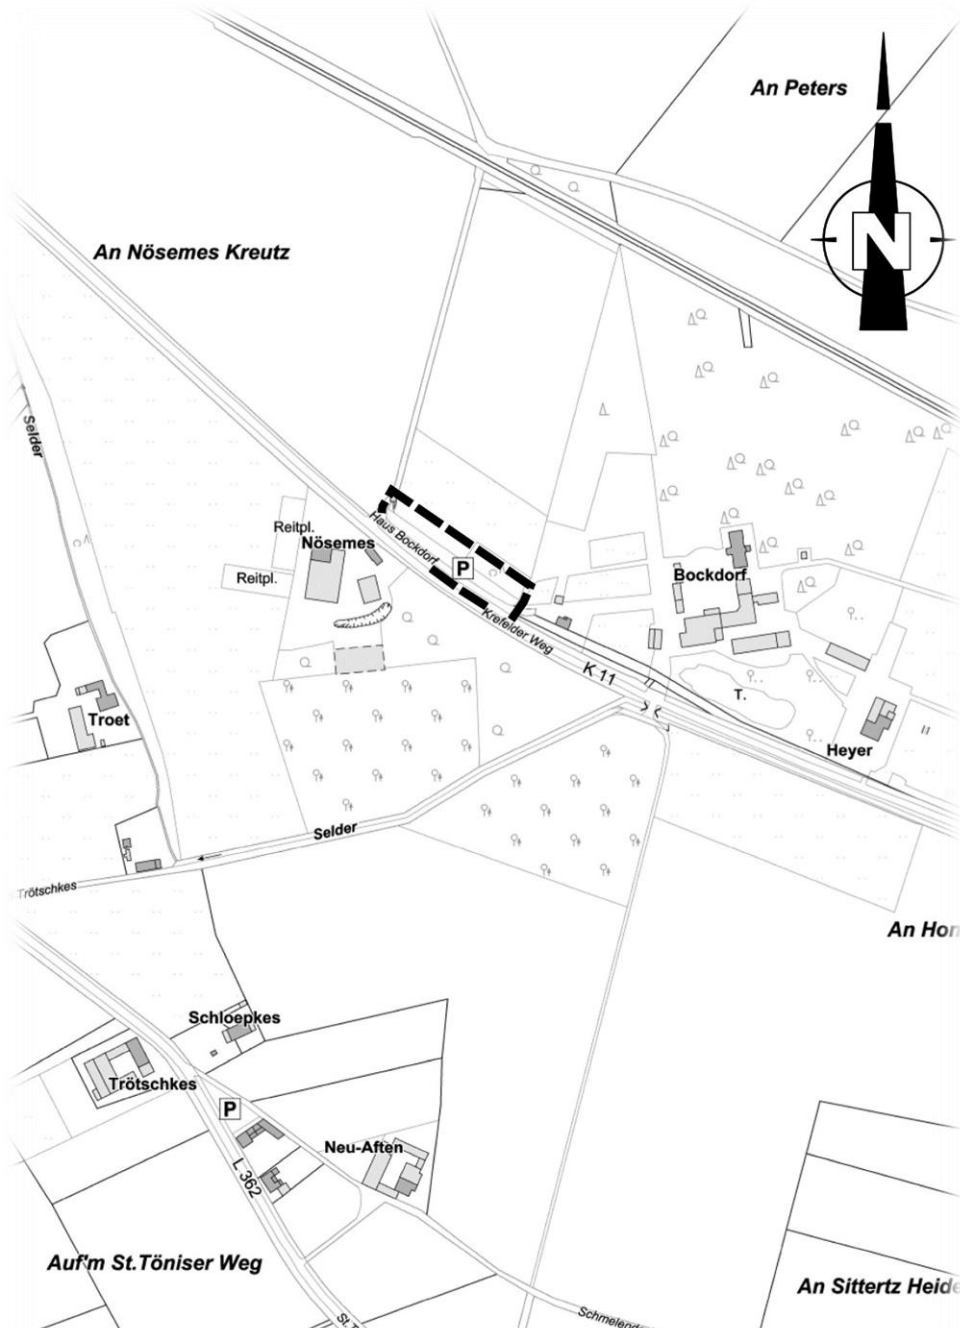 An Peters
N
An Nösemes Kreutz
Selder
Haus Bockdorf
Reitpl.
Nösemes
Reitpl.
P
Bockdorf
Krefelder Weg
K 11
T.
Troet
Heyer
Selder
Trötschkes
An Hon
Schloepkes
Trötschkes
P
Neu-Aften
L 362
Auf'm St.Töniser Weg
An Sittertz Heide
St.T